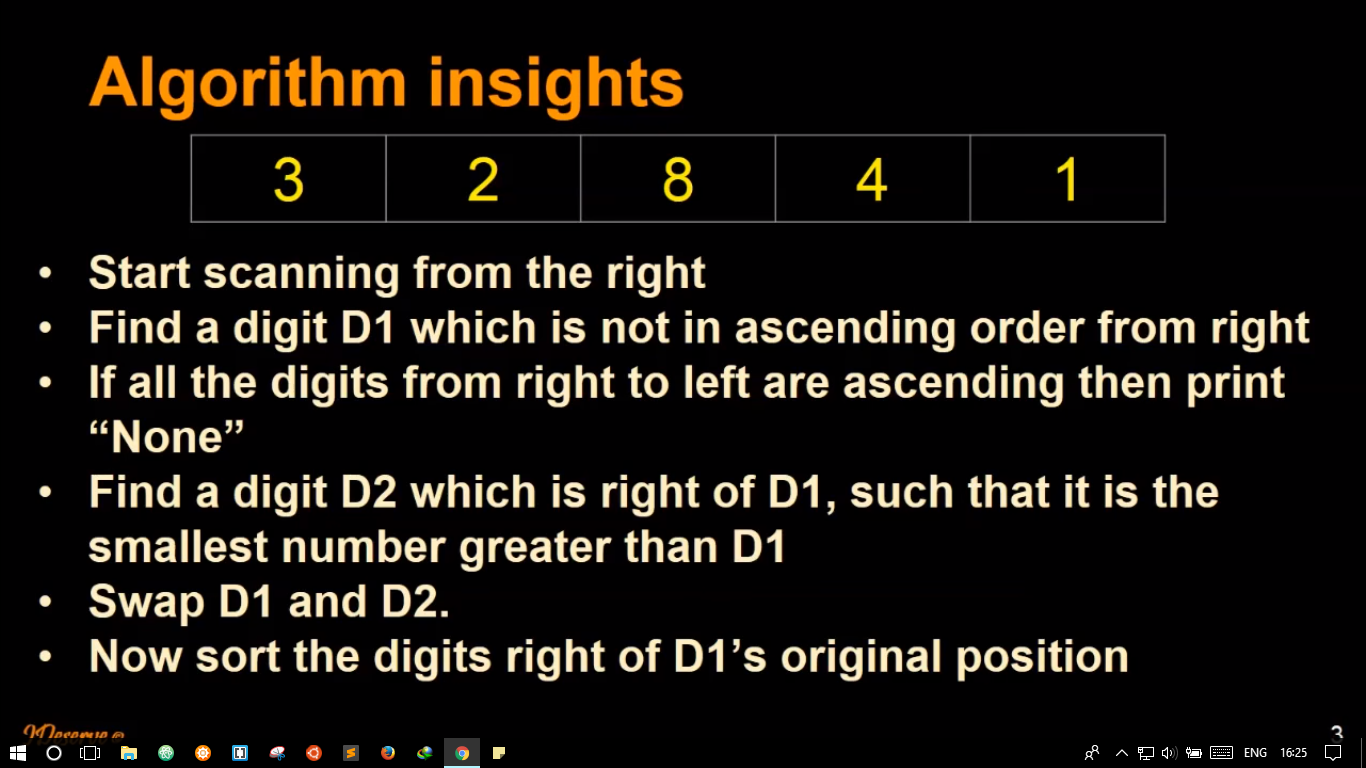 Algorithm insights
3 2 8 4 1
• Start scanning from the right
• Find a digit D1 which is not in ascending order from right
• If all the digits from right to left are ascending then print
“None”
• Find a digit D2 which is right of D1, such that it is the
smallest number greater than D1
• Swap D1 and D2.
• Now sort the digits right of D1’s original position
3
ENG 16:25